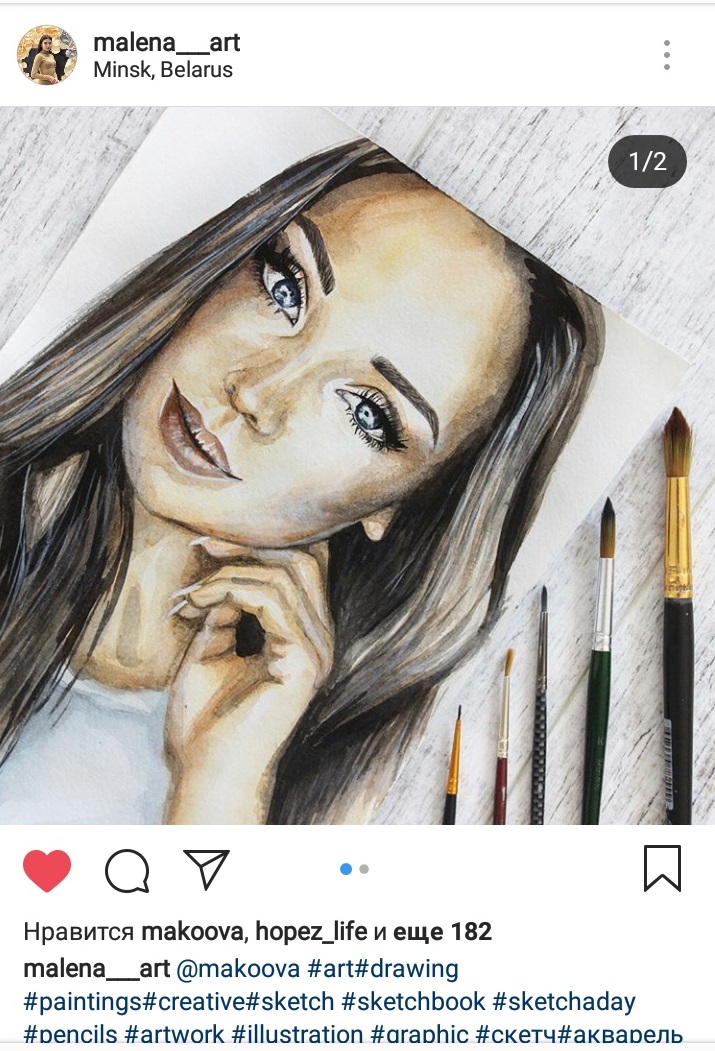 malena___art
Minsk, Belarus
1/2
Нравится makoova, hopez_life и еще 182
malena___art @makoova #art#drawing
#paintings#creative#sketch #sketchbook #sketchaday
#pencils #artwork #illustration #graphic #скетч#акварель